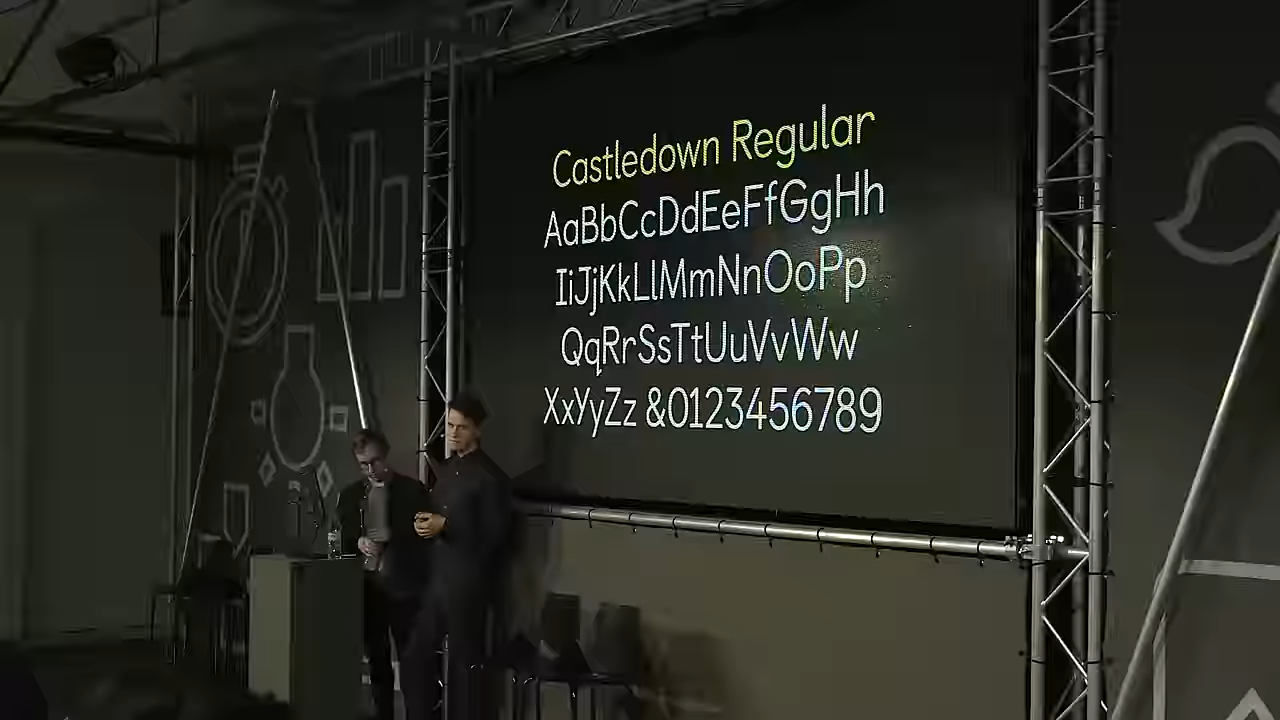 Castledown Regular
AaBbCcDdEeFfGgHh
IiJjKkLlMmNnOoPp
QqRrSsTtUuVvWw
XxYyZz &0123456789